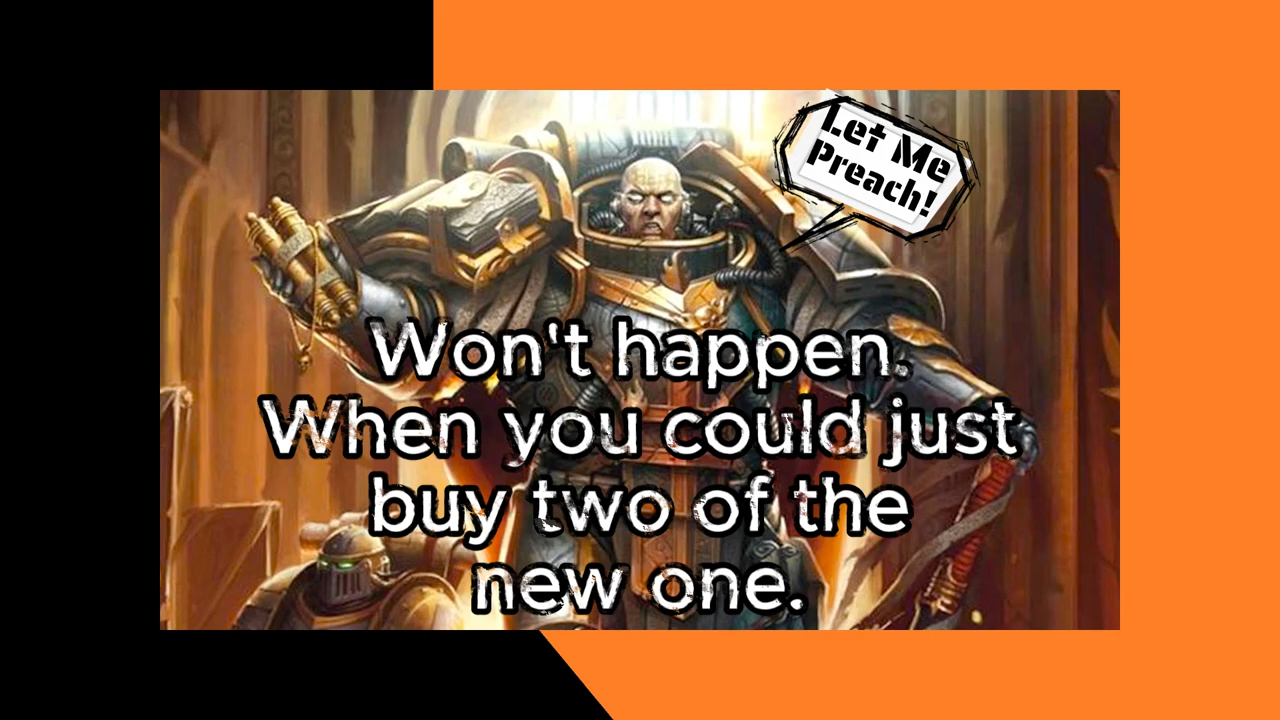 Let Me
Preach!
Won't happen.
When you could just
buy two of the
new one.